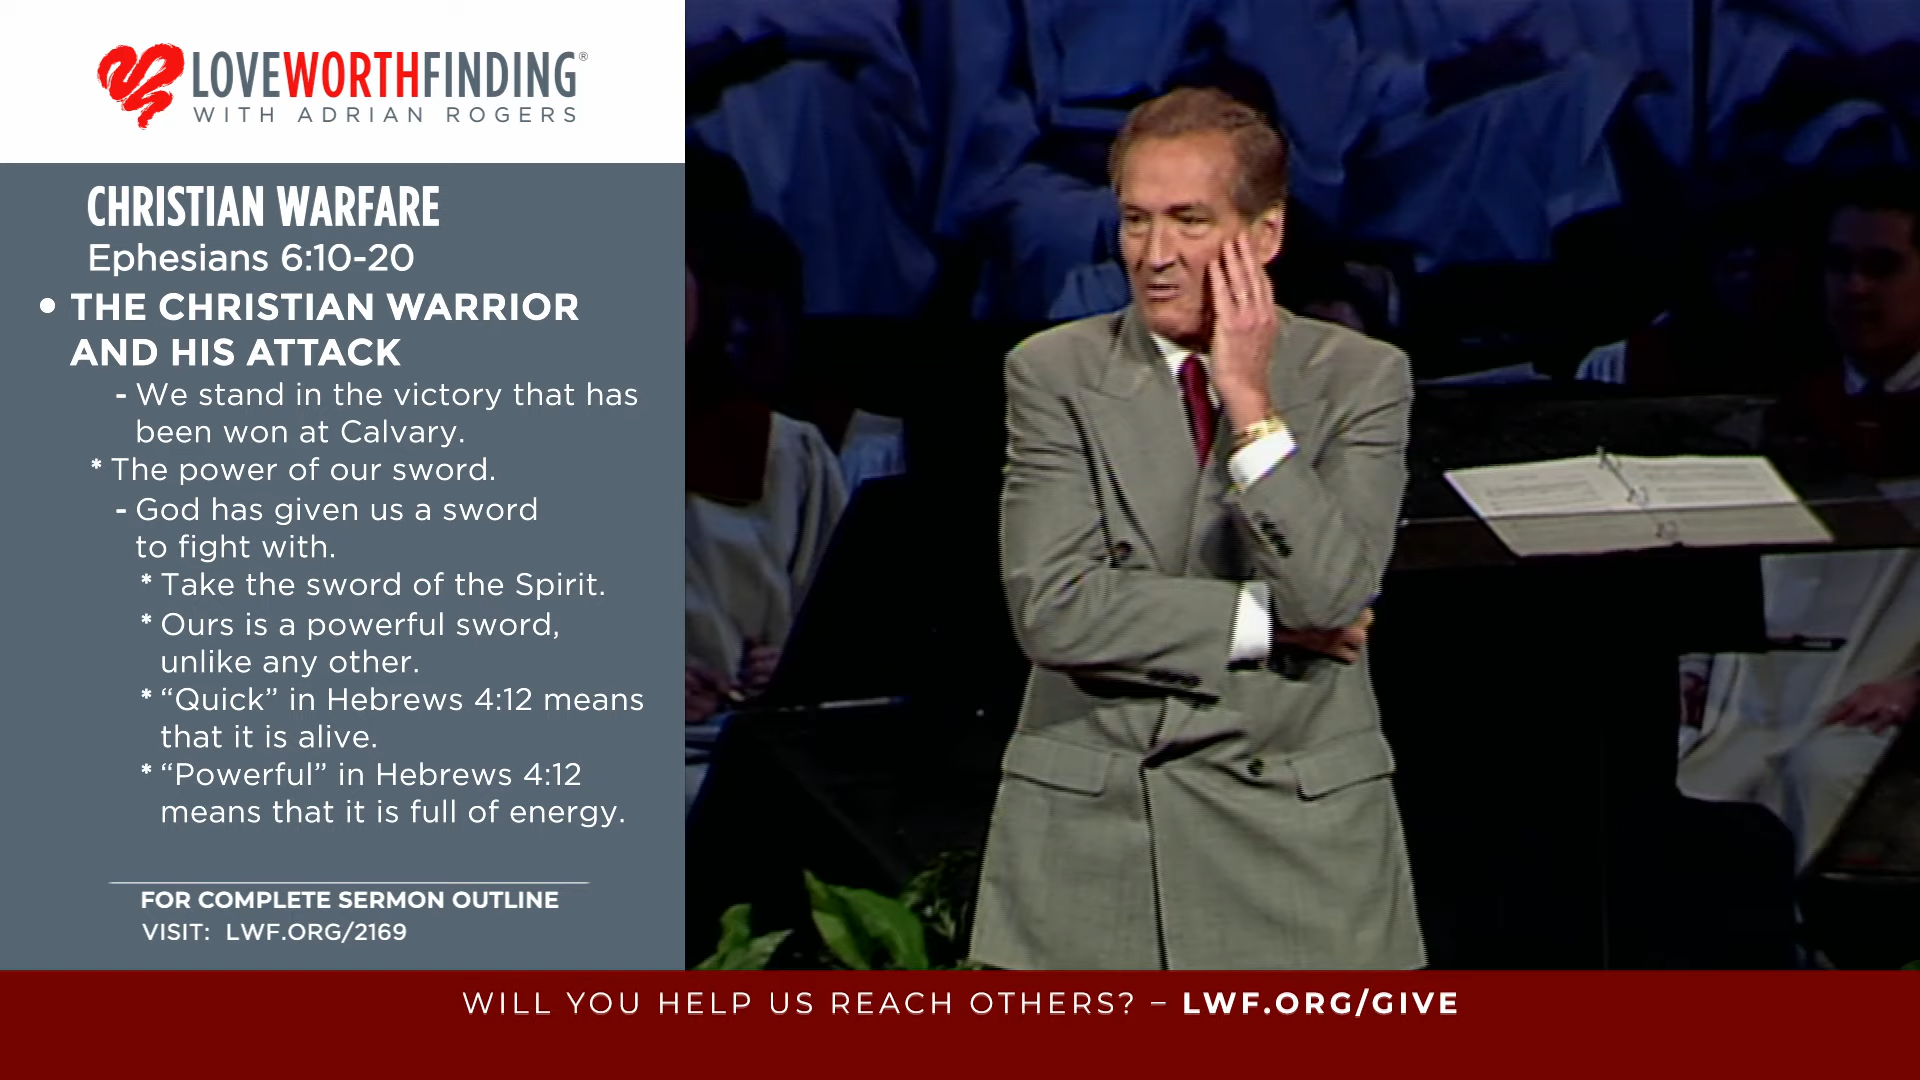 LOVEWORTHFINDING®
WITH ADRIAN ROGERS
CHRISTIAN WARFARE
Ephesians 6:10-20
• THE CHRISTIAN WARRIOR
AND HIS ATTACK
- We stand in the victory that has
been won at Calvary.
* The power of our sword.
- God has given us a sword
to fight with.
* Take the sword of the Spirit.
* Ours is a powerful sword,
unlike any other.
* “Quick” in Hebrews 4:12 means
that it is alive.
* “Powerful” in Hebrews 4:12
means that it is full of energy.
FOR COMPLETE SERMON OUTLINE
VISIT: LWF.ORG/2169
WILL YOU HELP US REACH OTHERS? – LWF.ORG/GIVE